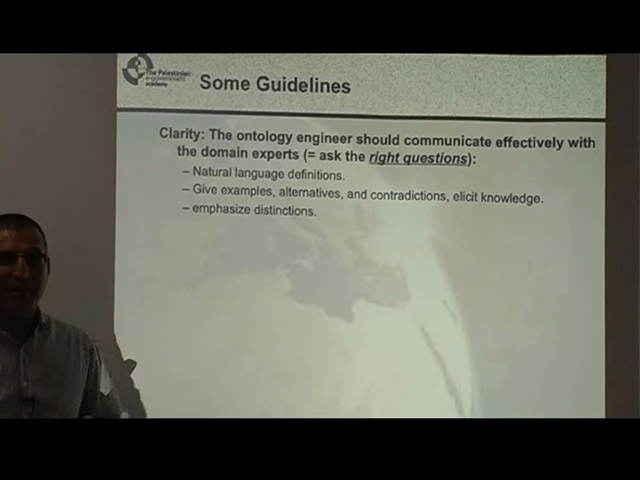 The Palestinian
e-government
academy
Some Guidelines
Clarity: The ontology engineer should communicate effectively with
the domain experts (= ask the right questions):
– Natural language definitions.
– Give examples, alternatives, and contradictions, elicit knowledge.
– emphasize distinctions.